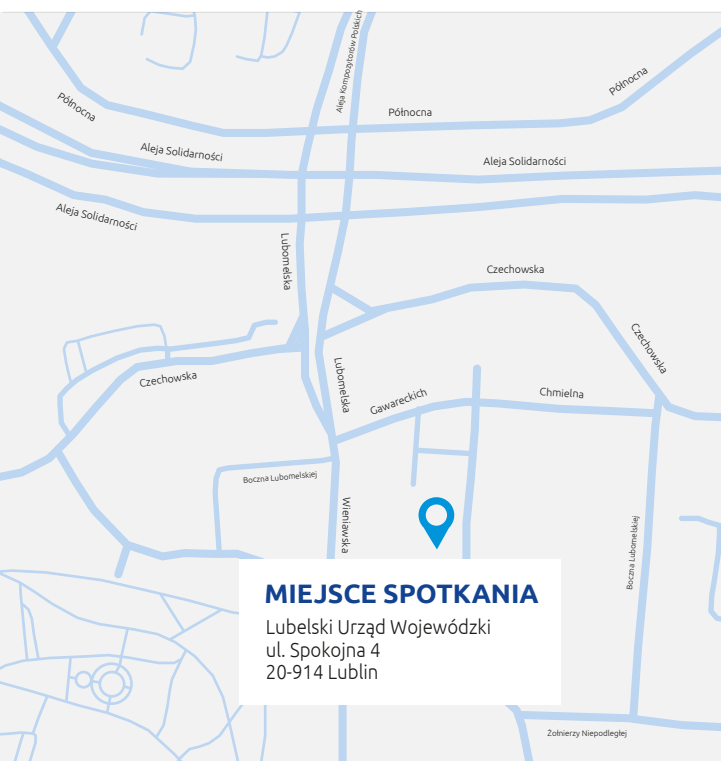 Aleja Kompozytorów Polskich
Północna
Północna
Północna
Aleja Solidarności
Aleja Solidarności
Aleja Solidarności
Lubomelska
Czechowska
Czechowska
Lubomelska
Czechowska
Gawareckich
Chmielna
Boczna Lubomelskiej
Wieniawska
Boczna Lubomelskiej
MIEJSCE SPOTKANIA
Lubelski Urząd Wojewódzki
ul. Spokojna 4
20-914 Lublin
Żołnierzy Niepodległej